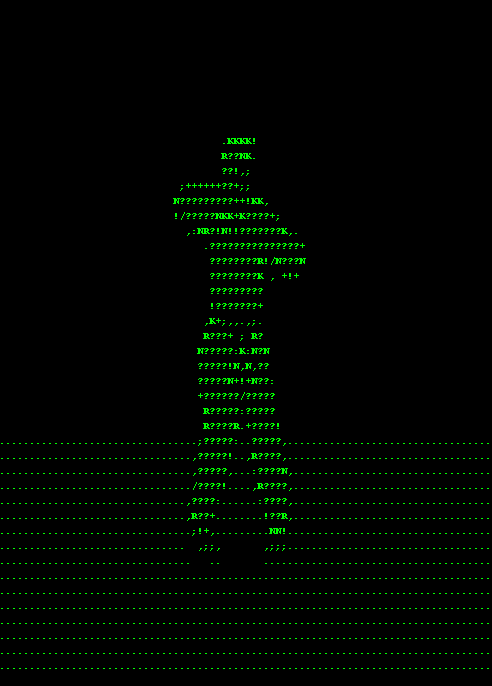 .KKKK!
                                     R??NK.
                                     ??!,;
                              ;++++++??+;;
                             N?????????++!KK,
                             !/?????NKK+K????+;
                               ,:NR?!N!!???????K,.
                                  .???????????????+
                                   ????????R!/N???N
                                   ????????K , +!+
                                   ?????????
                                   !???????+
                                  ,K+;,,.,;.
                                  R???+ ; R?
                                 N?????:K:N?N
                                 ?????!N,N,??
                                 ?????N+!+N??:
                                 +??????/?????
                                  R?????:?????
                                  R????R.+????!
.................................;?????:..?????,..................................
................................,?????!..,R????,..................................
................................,?????,...:????N,.................................
................................/????!....,R????,.................................
...............................,????:......:????,.................................
...............................,R??+........!??R,.................................
................................;!+,.........NN!..................................
...............................  ,;;,       ,;;;..................................
................................            ......................................
..................................................................................
..................................................................................
..................................................................................
..................................................................................
..................................................................................
..................................................................................
..................................................................................